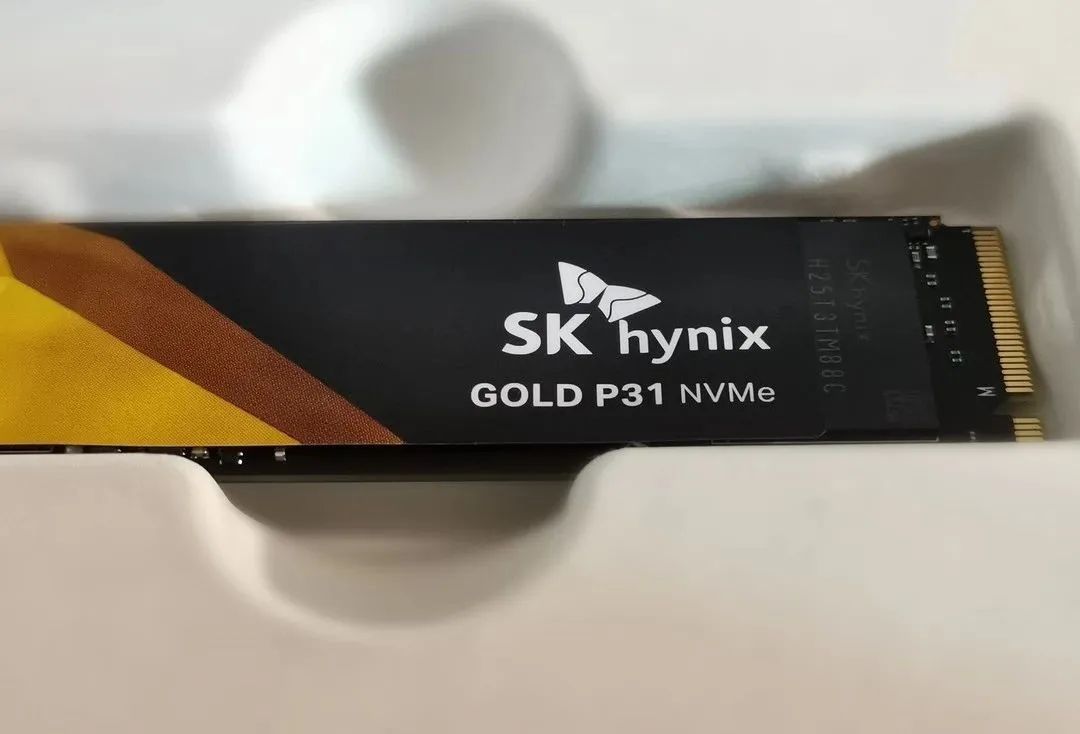 SK hynix
GOLD P31 NVMe
SK hynix
H25T3TM88C
M